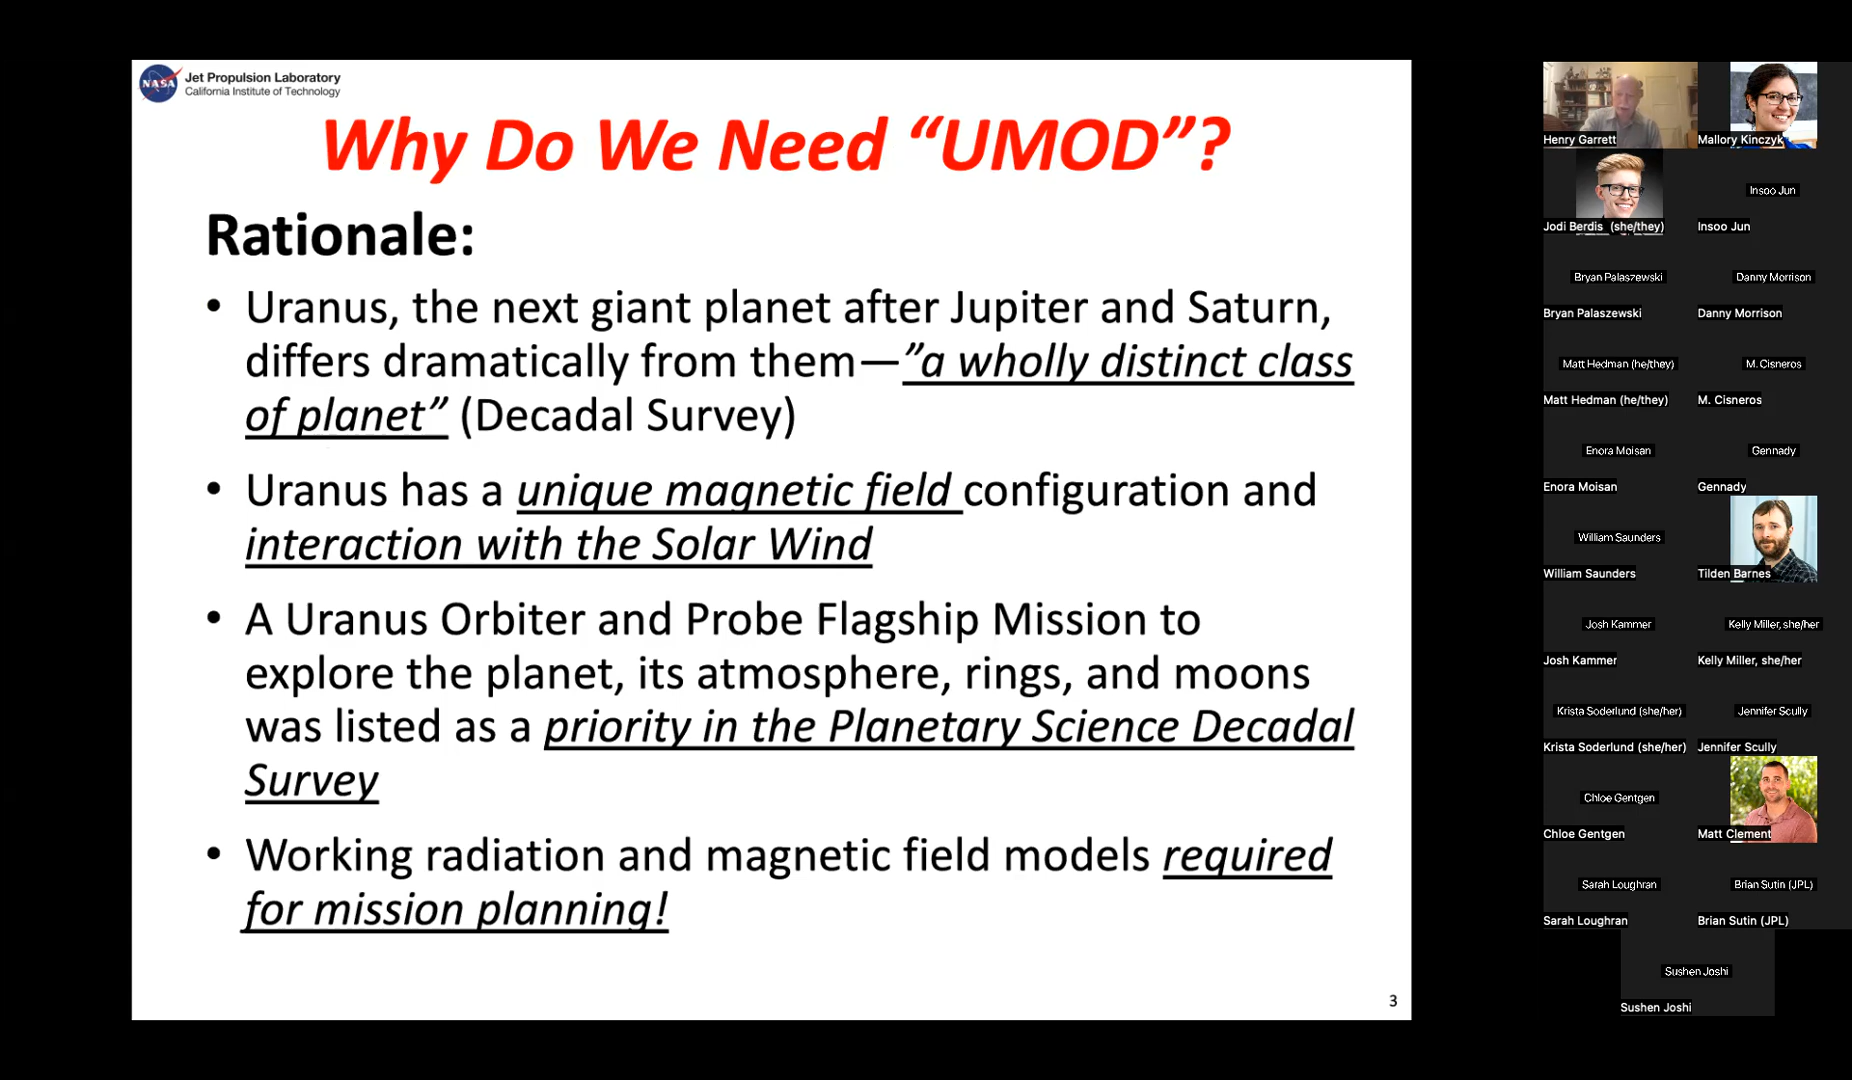 NASA
Jet Propulsion Laboratory
California Institute of Technology
Why Do We Need “UMOD”?
Rationale:
• Uranus, the next giant planet after Jupiter and Saturn,
differs dramatically from them—”a wholly distinct class
of planet” (Decadal Survey)
• Uranus has a unique magnetic field configuration and
interaction with the Solar Wind
• A Uranus Orbiter and Probe Flagship Mission to
explore the planet, its atmosphere, rings, and moons
was listed as a priority in the Planetary Science Decadal
Survey
• Working radiation and magnetic field models required
for mission planning!
3
Henry Garrett
Mallory Kinczyk
Jodi Berdis (she/they)
Insoo Jun
Insoo Jun
Bryan Palaszewski
Bryan Palaszewski
Danny Morrison
Danny Morrison
Matt Hedman (he/they)
Matt Hedman (he/they)
M. Cisneros
M. Cisneros
Enora Moisan
Enora Moisan
Gennady
Gennady
William Saunders
William Saunders
Tilden Barnes
Josh Kammer
Josh Kammer
Kelly Miller, she/her
Kelly Miller, she/her
Krista Soderlund (she/her)
Krista Soderlund (she/her)
Jennifer Scully
Jennifer Scully
Chloe Gentgen
Chloe Gentgen
Matt Clement
Sarah Loughran
Sarah Loughran
Brian Sutin (JPL)
Brian Sutin (JPL)
Sushen Joshi
Sushen Joshi